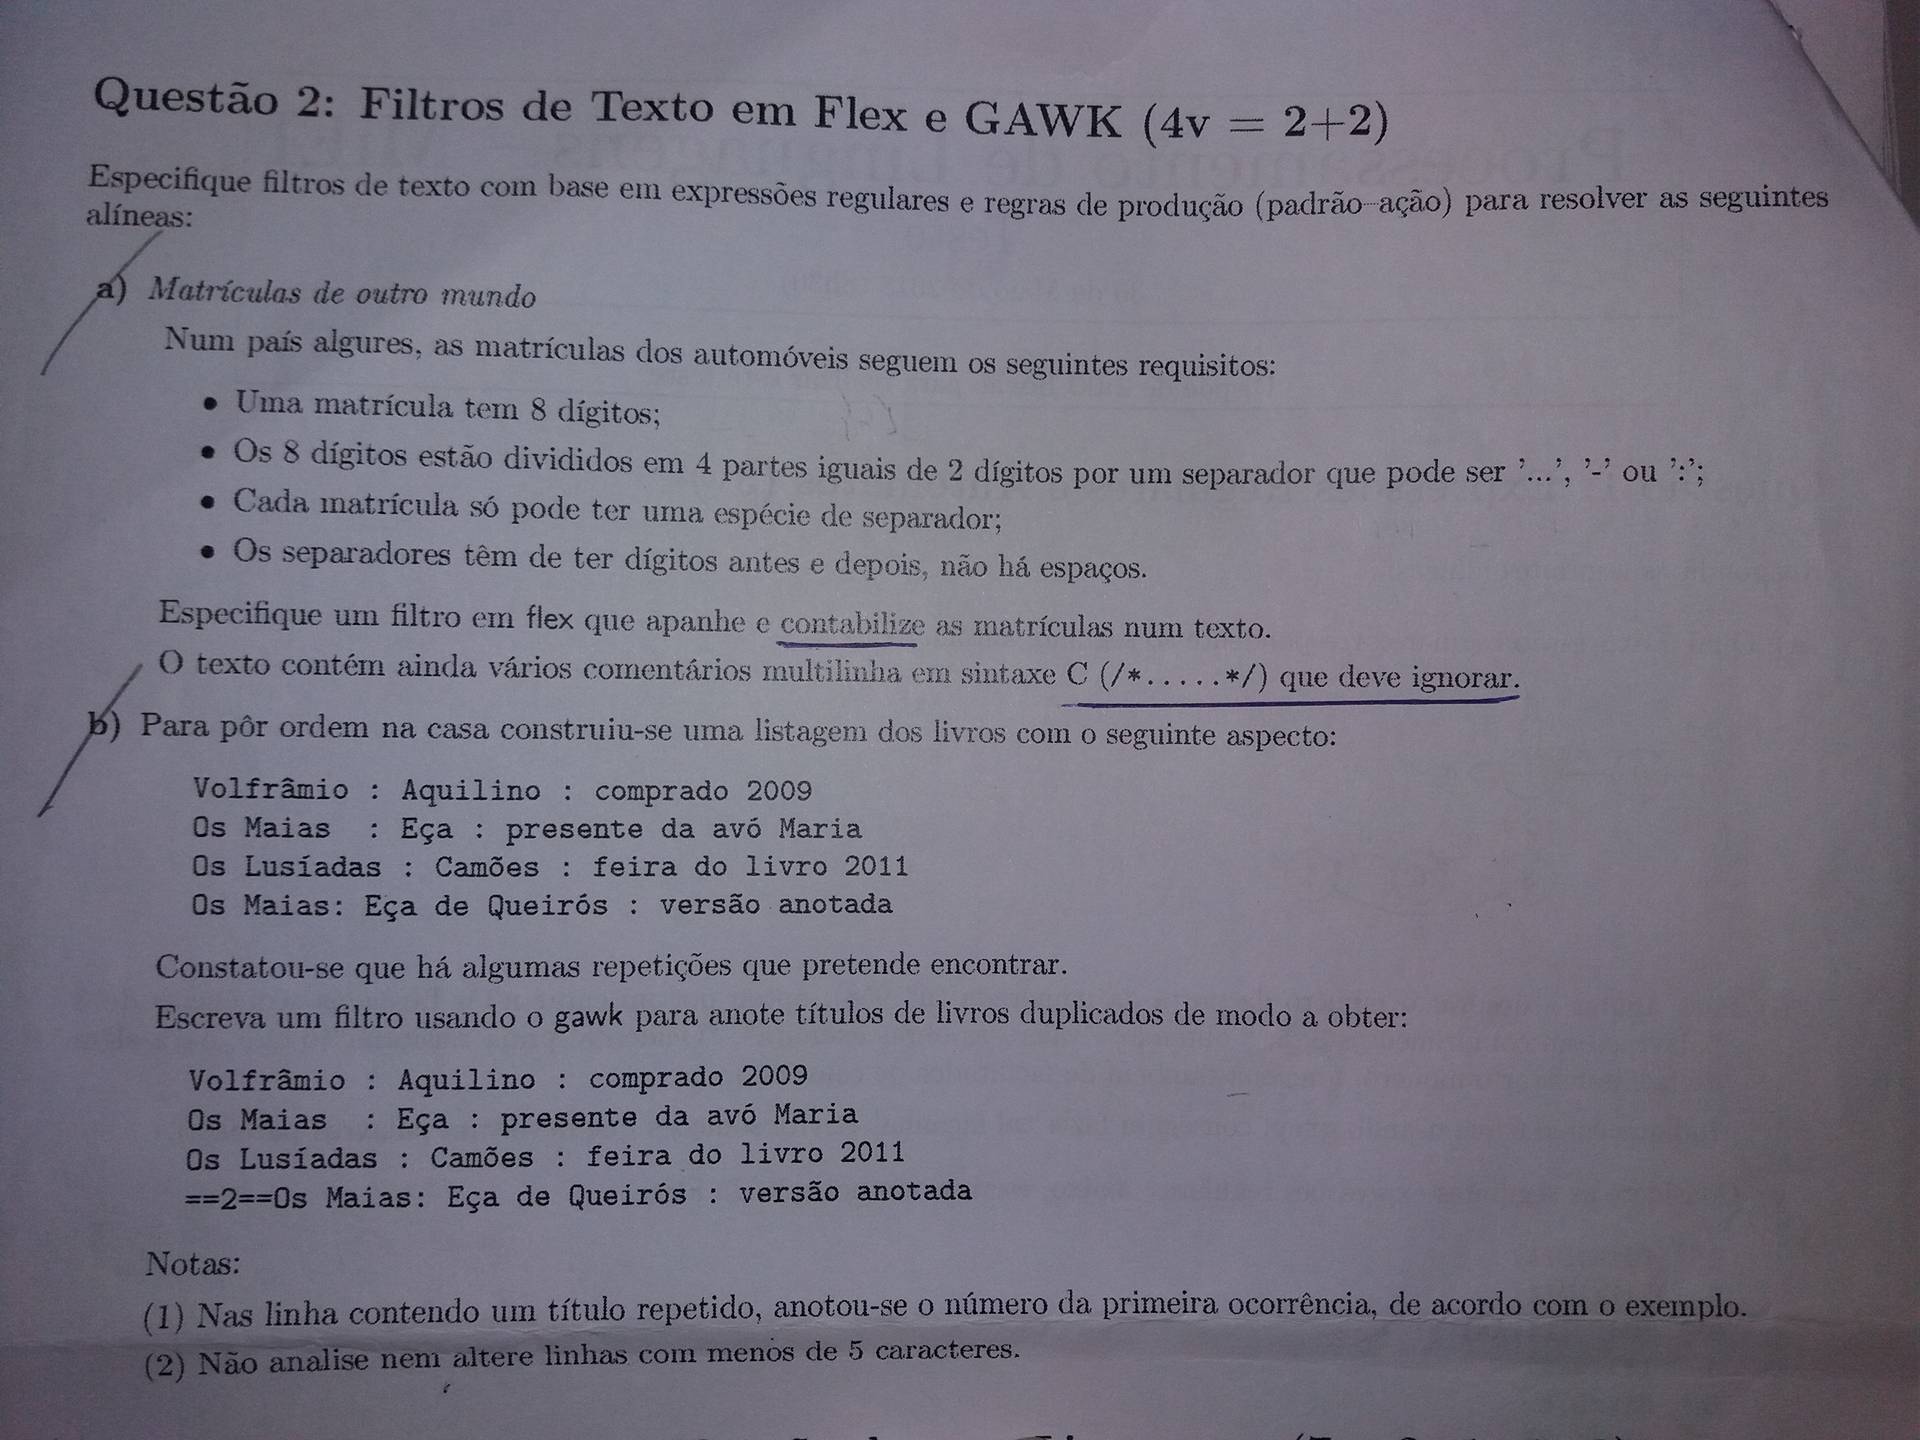 Questão 2: Filtros de Texto em Flex e GAWK (4v = 2+2)
Especifique filtros de texto com base em expressões regulares e regras de produção (padrão–ação) para resolver as seguintes
alíneas:
a) Matrículas de outro mundo
Num país algures, as matrículas dos automóveis seguem os seguintes requisitos:
• Uma matrícula tem 8 dígitos;
• Os 8 dígitos estão divididos em 4 partes iguais de 2 dígitos por um separador que pode ser '...', '-' ou ':';
• Cada matrícula só pode ter uma espécie de separador;
• Os separadores têm de ter dígitos antes e depois, não há espaços.
Especifique um filtro em flex que apanhe e contabilize as matrículas num texto.
O texto contém ainda vários comentários multilinha em sintaxe C (/*.....*/) que deve ignorar.
b) Para pôr ordem na casa construiu-se uma listagem dos livros com o seguinte aspecto:
Volfrâmio : Aquilino : comprado 2009
Os Maias  : Eça : presente da avó Maria
Os Lusíadas : Camões : feira do livro 2011
Os Maias: Eça de Queirós : versão anotada
Constatou-se que há algumas repetições que pretende encontrar.
Escreva um filtro usando o gawk para anote títulos de livros duplicados de modo a obter:
Volfrâmio : Aquilino : comprado 2009
Os Maias  : Eça : presente da avó Maria
Os Lusíadas : Camões : feira do livro 2011
==2==Os Maias: Eça de Queirós : versão anotada
Notas:
(1) Nas linha contendo um título repetido, anotou-se o número da primeira ocorrência, de acordo com o exemplo.
(2) Não analise nem altere linhas com menos de 5 caracteres.